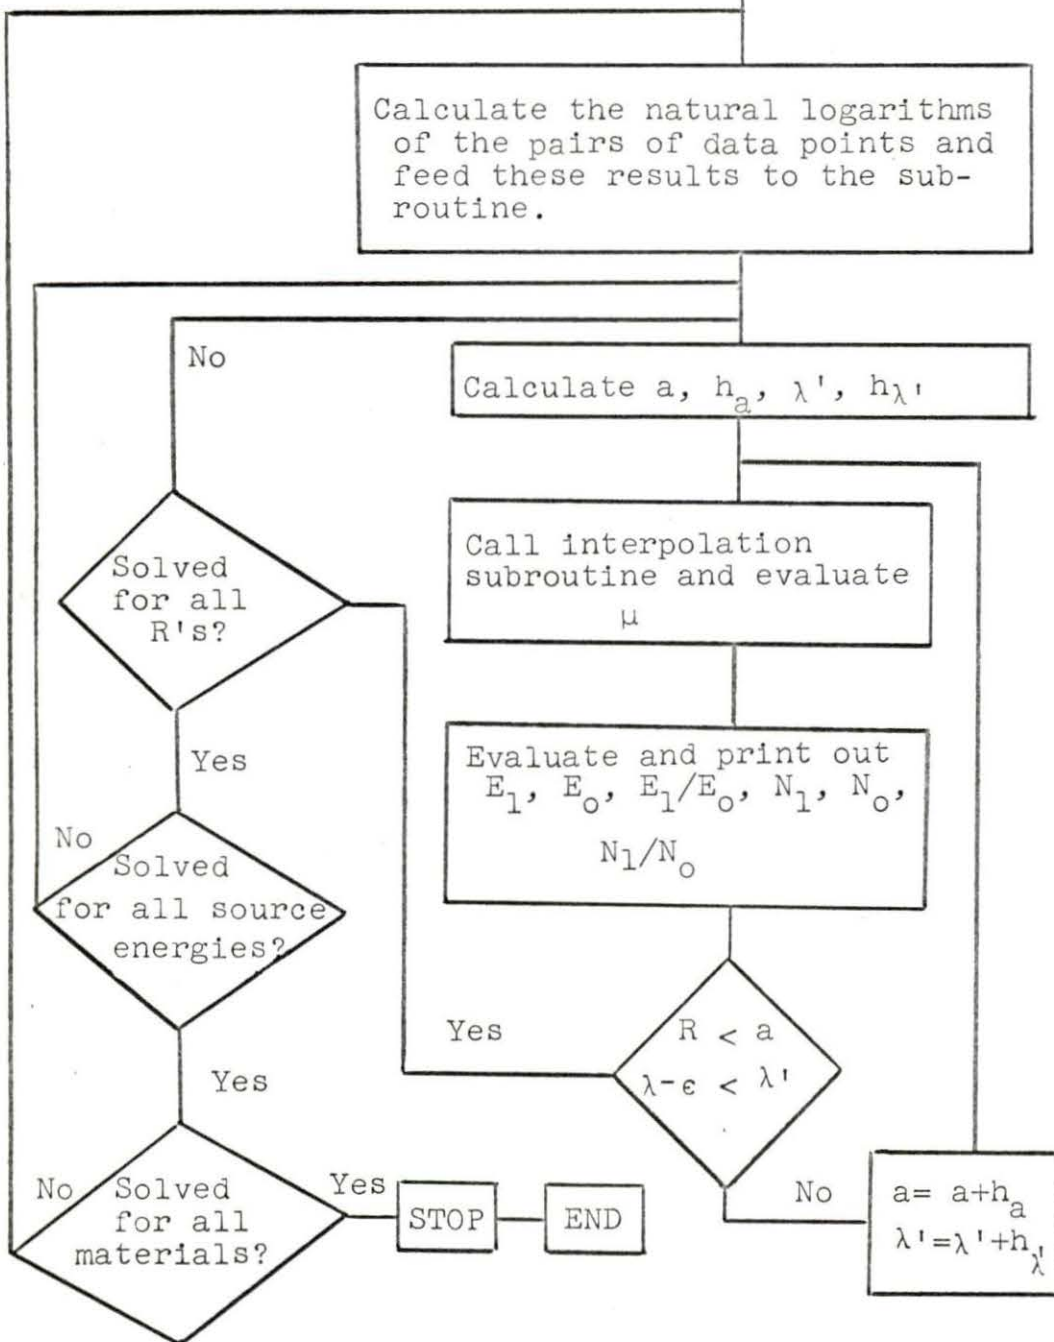 Calculate the natural logarithms
of the pairs of data points and
feed these results to the sub-
routine.
No
Calculate a, hₐ, λ', h_λ'
Call interpolation
subroutine and evaluate
μ
Solved
for all
R's?
Yes
Evaluate and print out
E₁, Eₒ, E₁/Eₒ, N₁, Nₒ,
N₁/Nₒ
No
Solved
for all source
energies?
Yes
R < a
λ-ϵ < λ'
Yes
No
a= a+hₐ
λ'=λ'+h_λ'
No
Solved
for all
materials?
Yes
STOP
END